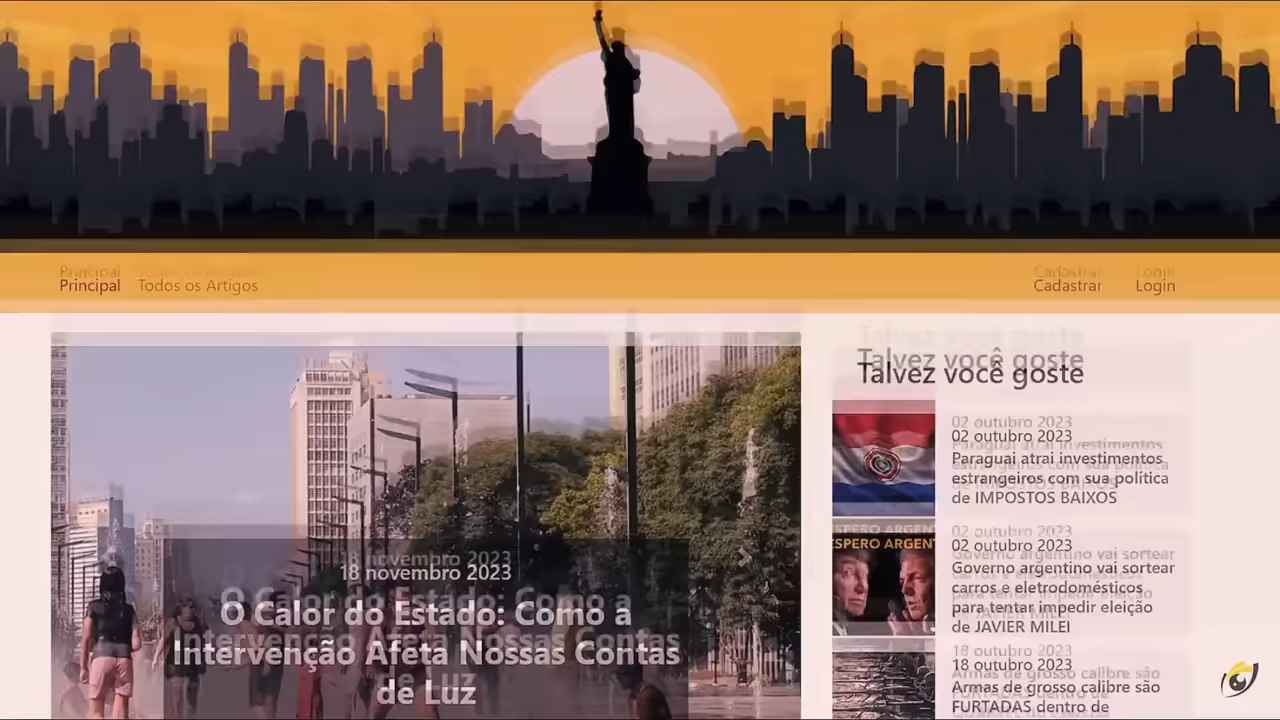 Principal Todos os Artigos Cadastrar Login
Talvez você goste
02 outubro 2023
Paraguai atrai investimentos
estrangeiros com sua política
de IMPOSTOS BAIXOS
ESPERO ARGENT
02 outubro 2023
Governo argentino vai sortear
carros e eletrodomésticos
para tentar impedir eleição
de JAVIER MILEI
18 outubro 2023
Armas de grosso calibre são
FURTADAS dentro de
18 novembro 2023
O Calor do Estado: Como a
Intervenção Afeta Nossas Contas
de Luz